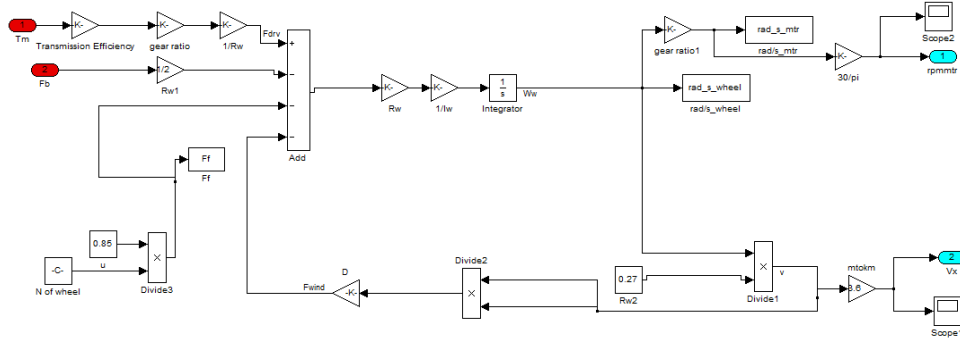 1
Tm
K-
Transmission Efficiency
K-
gear ratio
K-
1/Rw
Fdrv
2
Fb
1/2
Rw1
+
−
−
−
Add
K-
Rw
K-
1/Iw
1
s
Integrator
Ww
K-
gear ratio1
rad_s_mtr
rad/s_mtr
K-
30/pi
Scope2
1
rpmmtr
rad_s_wheel
rad/s_wheel
Ff
Ff
0.85
u
-C-
N of wheel
×
Divide3
D
-K-
Fwind
Divide2
×
0.27
Rw2
×
Divide1
v
mtokm
3.6
2
Vx
Scope1